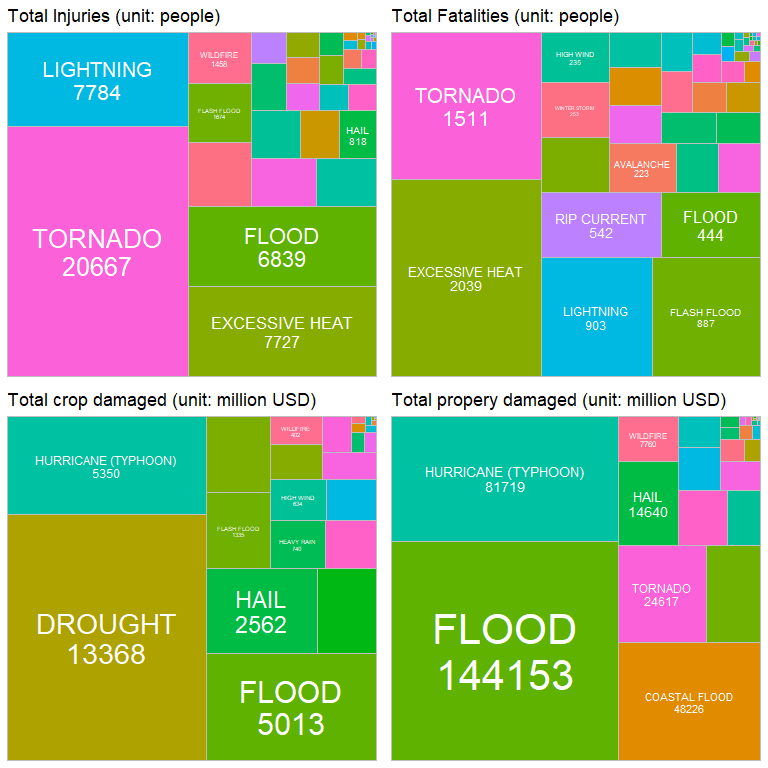 Total Injuries (unit: people)
LIGHTNING
7784
TORNADO
20667
WILDFIRE
1458
FLASH FLOOD
1674
HAIL
818
FLOOD
6839
EXCESSIVE HEAT
7727
Total Fatalities (unit: people)
TORNADO
1511
EXCESSIVE HEAT
2039
HIGH WIND
235
WINTER STORM
253
AVALANCHE
223
RIP CURRENT
542
FLOOD
444
LIGHTNING
903
FLASH FLOOD
887
Total crop damaged (unit: million USD)
HURRICANE (TYPHOON)
5350
DROUGHT
13368
FLASH FLOOD
1335
WILDFIRE
402
HIGH WIND
634
HEAVY RAIN
740
HAIL
2562
FLOOD
5013
Total propery damaged (unit: million USD)
HURRICANE (TYPHOON)
81719
FLOOD
144153
WILDFIRE
7760
HAIL
14640
TORNADO
24617
COASTAL FLOOD
48226